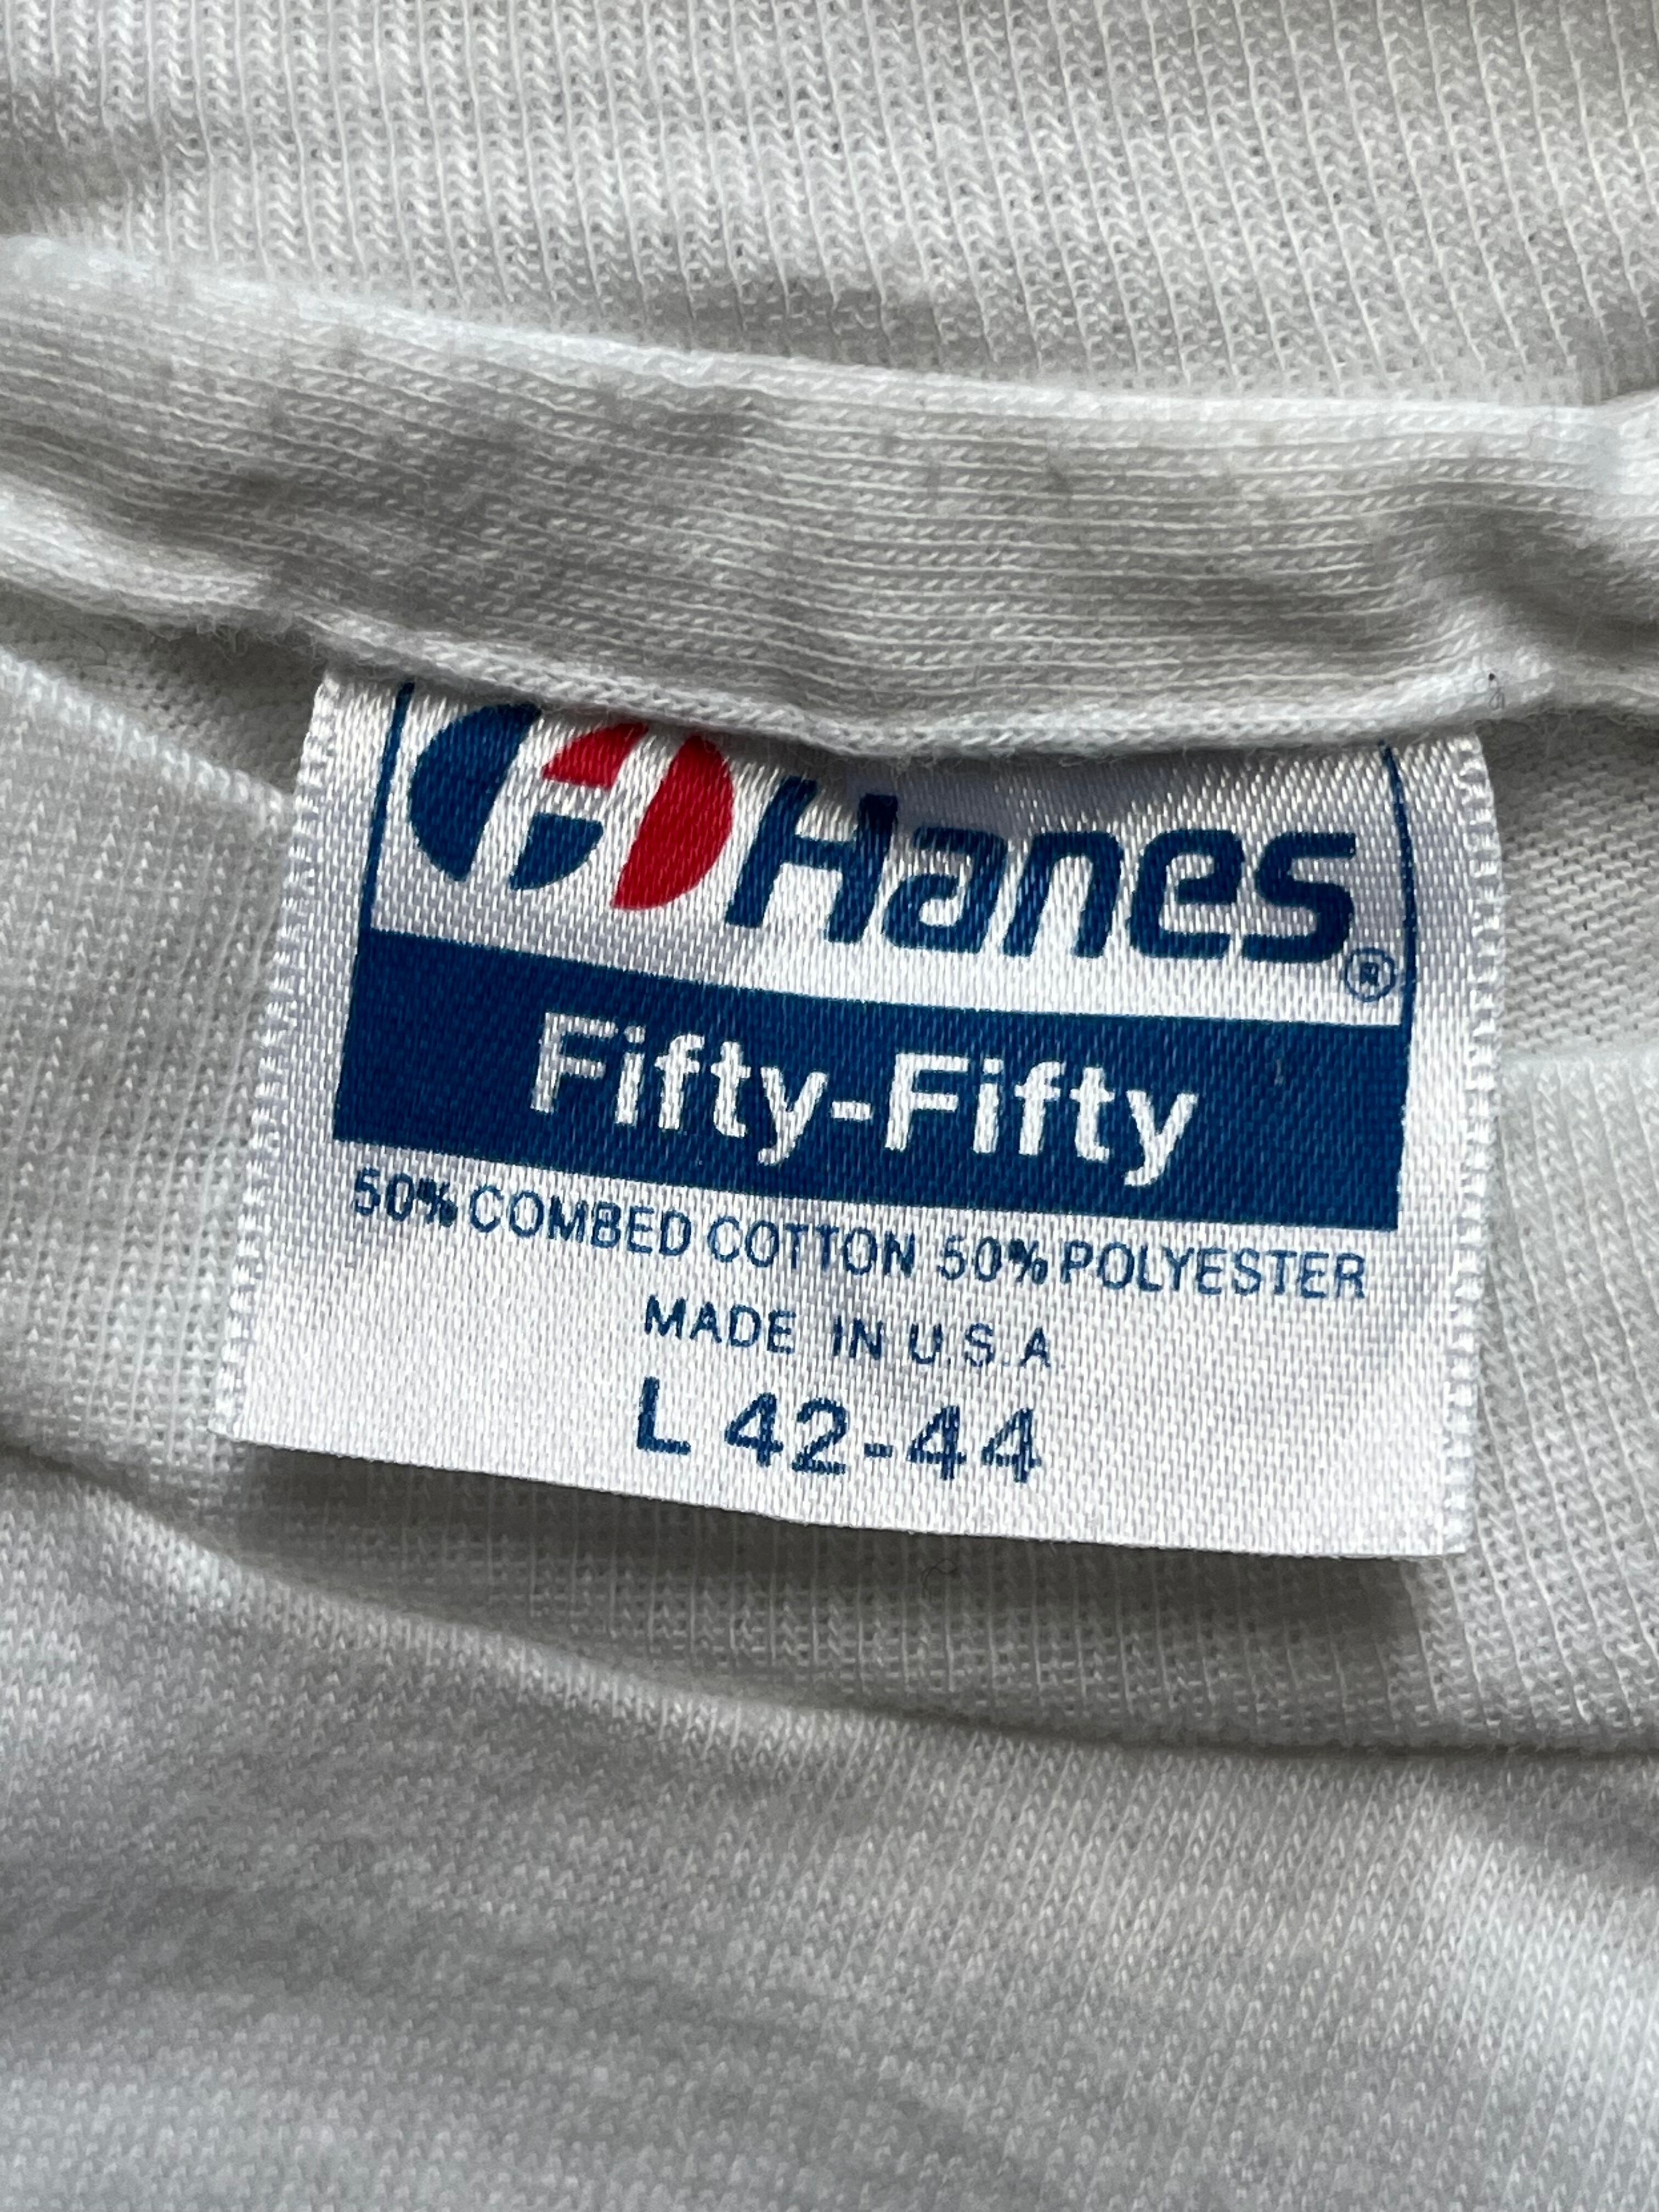 Hanes®
Fifty-Fifty
50% COMBED COTTON 50% POLYESTER
MADE IN U.S.A
L 42-44